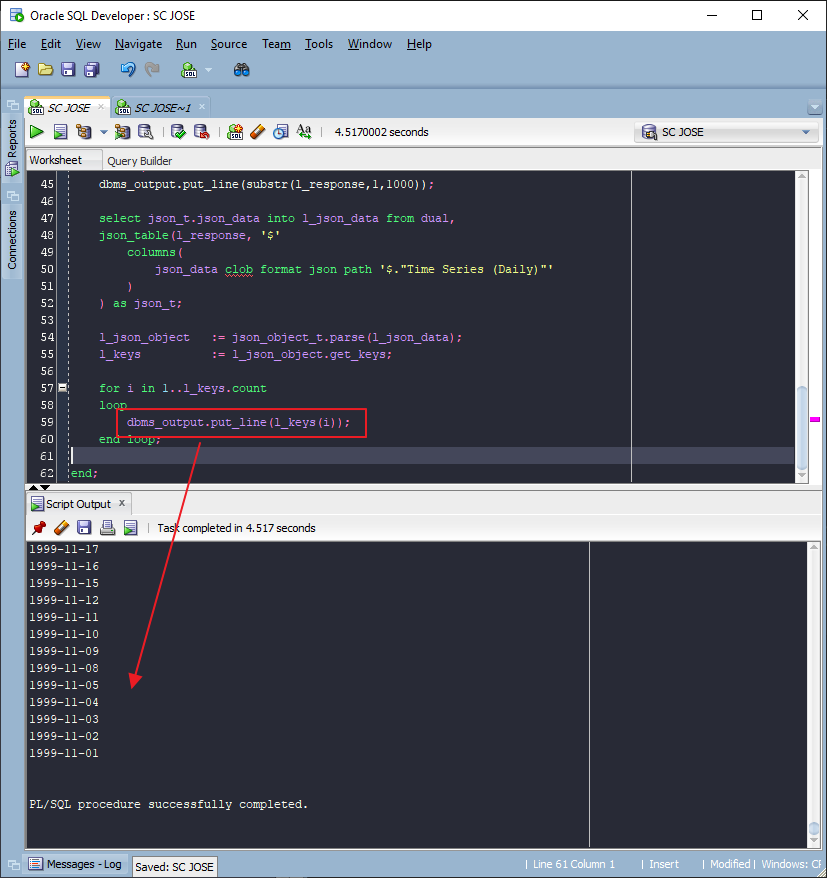 Oracle SQL Developer : SC JOSE
File Edit View Navigate Run Source Team Tools Window Help
SQL
SC JOSE SC JOSE~1
4.5170002 seconds
SC JOSE
Reports
Connections
Worksheet Query Builder
45 dbms_output.put_line(substr(l_response,1,1000));
46
47 select json_t.json_data into l_json_data from dual,
48 json_table(l_response, '$'
49 columns(
50 json_data clob format json path '$."Time Series (Daily)"'
51 )
52 ) as json_t;
53
54 l_json_object := json_object_t.parse(l_json_data);
55 l_keys := l_json_object.get_keys;
56
57 for i in 1..l_keys.count
58 loop
59 dbms_output.put_line(l_keys(i));
60 end loop;
61
62 end;
Script Output x
Task completed in 4.517 seconds
1999-11-17
1999-11-16
1999-11-15
1999-11-12
1999-11-11
1999-11-10
1999-11-09
1999-11-08
1999-11-05
1999-11-04
1999-11-03
1999-11-02
1999-11-01
PL/SQL procedure successfully completed.
Messages - Log
Saved: SC JOSE
| Line 61 Column 1 | Insert | Modified | Windows: CF